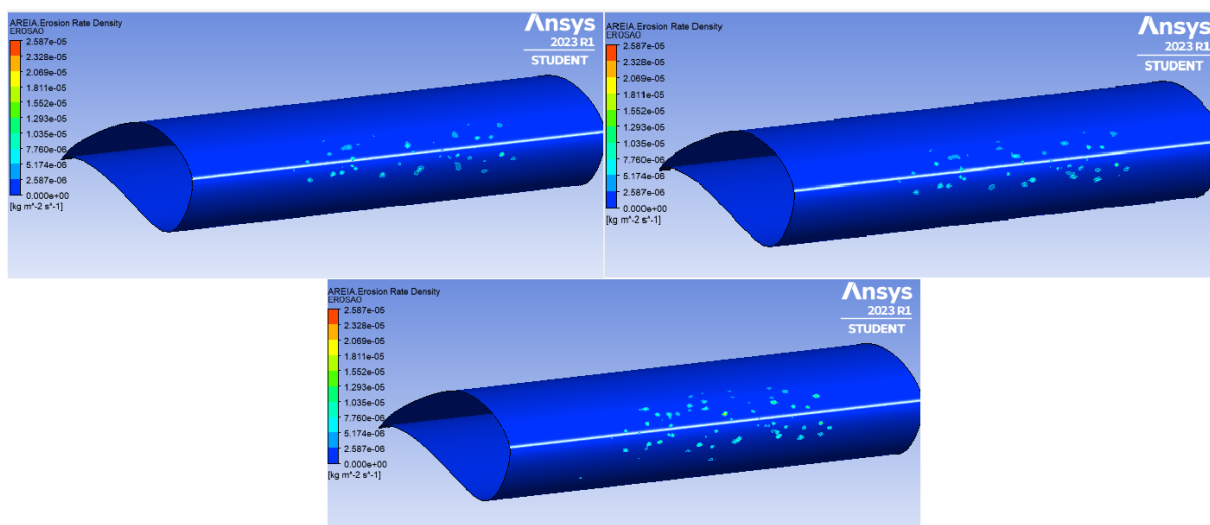 AREIA.Erosion Rate Density
EROSAO
2.587e-05
2.328e-05
2.069e-05
1.811e-05
1.552e-05
1.293e-05
1.035e-05
7.760e-06
5.174e-06
2.587e-06
0.000e+00
[kg m^-2 s^-1]
Ansys
2023 R1
STUDENT
AREIA.Erosion Rate Density
EROSAO
2.587e-05
2.328e-05
2.069e-05
1.811e-05
1.552e-05
1.293e-05
1.035e-05
7.760e-06
5.174e-06
2.587e-06
0.000e+00
[kg m^-2 s^-1]
Ansys
2023 R1
STUDENT
AREIA.Erosion Rate Density
EROSAO
2.587e-05
2.328e-05
2.069e-05
1.811e-05
1.552e-05
1.293e-05
1.035e-05
7.760e-06
5.174e-06
2.587e-06
0.000e+00
[kg m^-2 s^-1]
Ansys
2023 R1
STUDENT